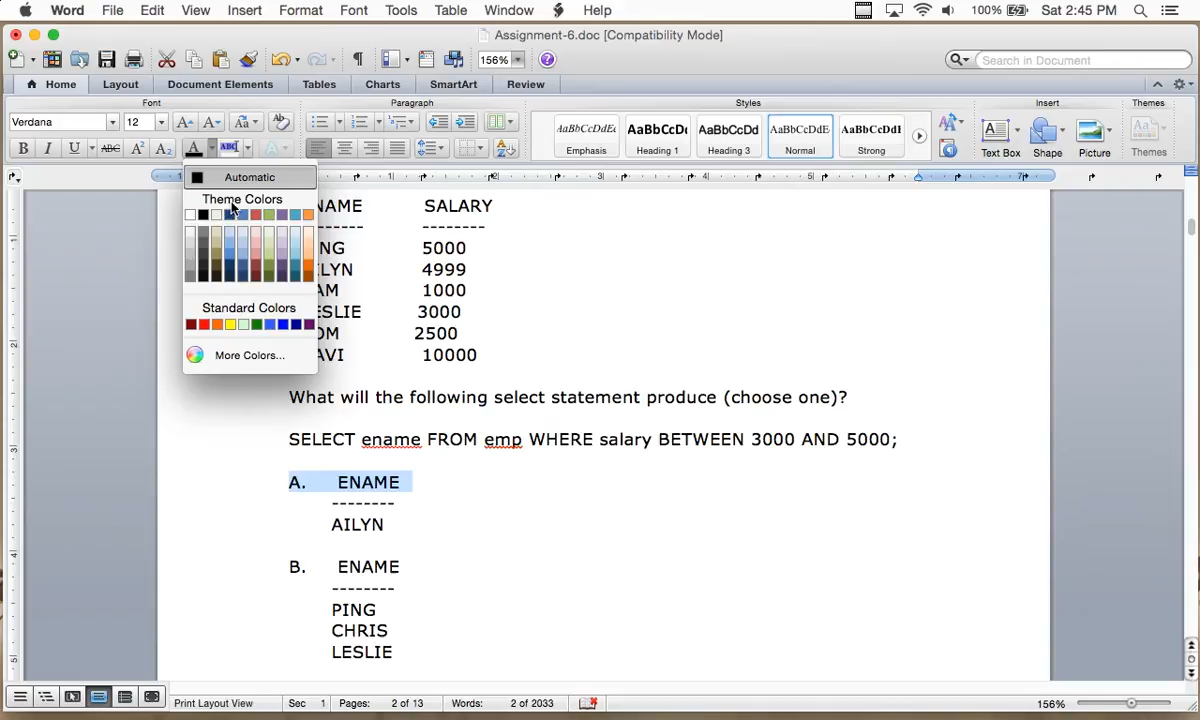 Word File Edit View Insert Format Font Tools Table Window Help 100% Sat 2:45 PM
Assignment-6.doc [Compatibility Mode]
156% Search in Document
Home Layout Document Elements Tables Charts SmartArt Review
Font Paragraph Styles Insert Themes
Verdana 12
B I U ABC A² A₂ A ABC
AaBbCcDdEe AaBbCcDc AaBbCcDd AaBbCcDdE AaBbCcDdI
Emphasis Heading 1 Heading 3 Normal Strong
Text Box Shape Picture Themes
Automatic
Theme Colors
Standard Colors
More Colors...
NAME SALARY
------ --------
NG 5000
ILYN 4999
AM 1000
ESLIE 3000
OM 2500
AVI 10000
What will the following select statement produce (choose one)?
SELECT ename FROM emp WHERE salary BETWEEN 3000 AND 5000;
A. ENAME
--------
AILYN
B. ENAME
--------
PING
CHRIS
LESLIE
Print Layout View Sec 1 Pages: 2 of 13 Words: 2 of 2033 156%